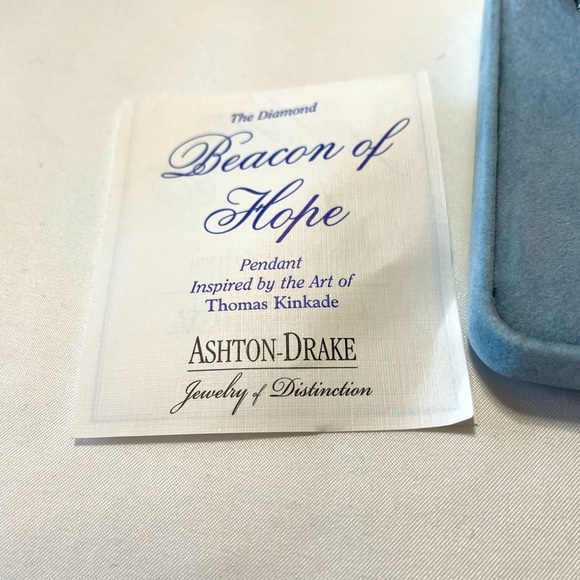 The Diamond
Beacon of
Hope
Pendant
Inspired by the Art of
Thomas Kinkade
ASHTON-DRAKE
Jewelry of Distinction